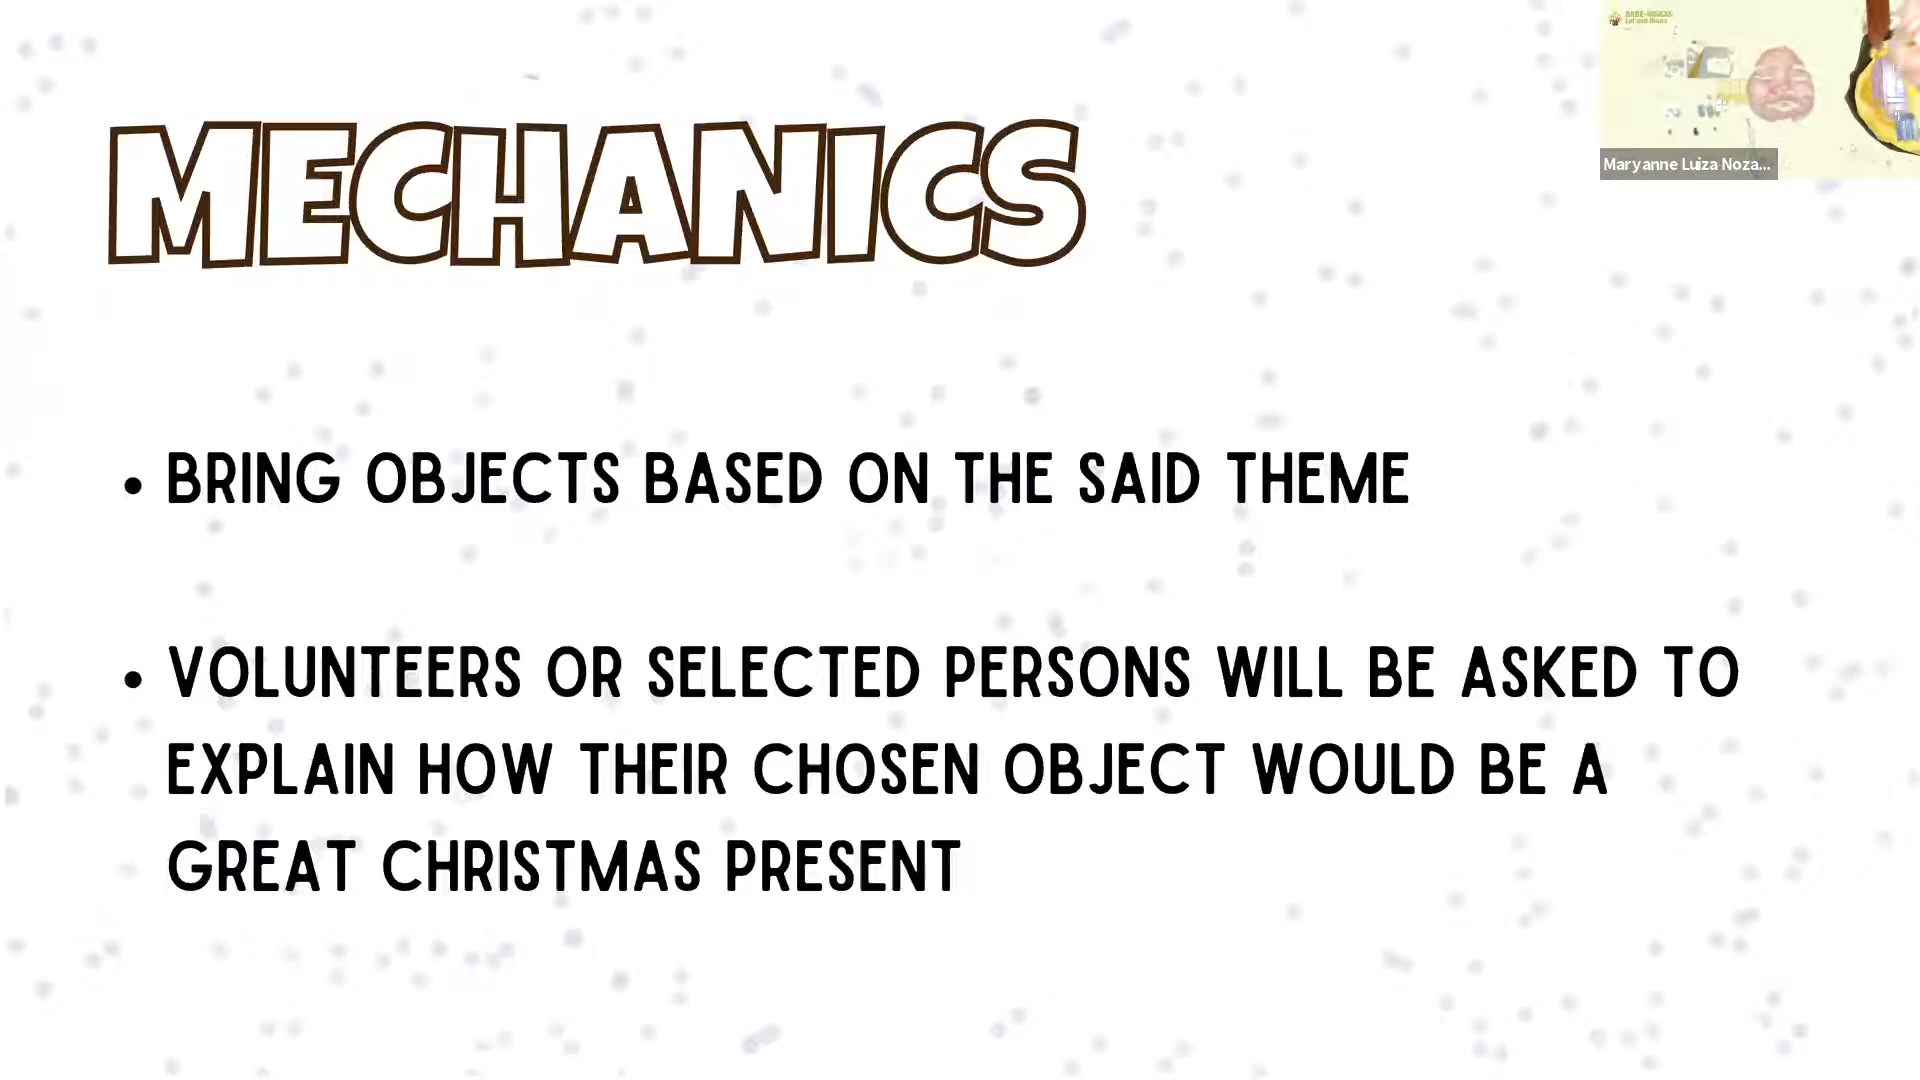 MECHANICS
Maryanne Luiza Noza...
• BRING OBJECTS BASED ON THE SAID THEME
• VOLUNTEERS OR SELECTED PERSONS WILL BE ASKED TO
EXPLAIN HOW THEIR CHOSEN OBJECT WOULD BE A
GREAT CHRISTMAS PRESENT